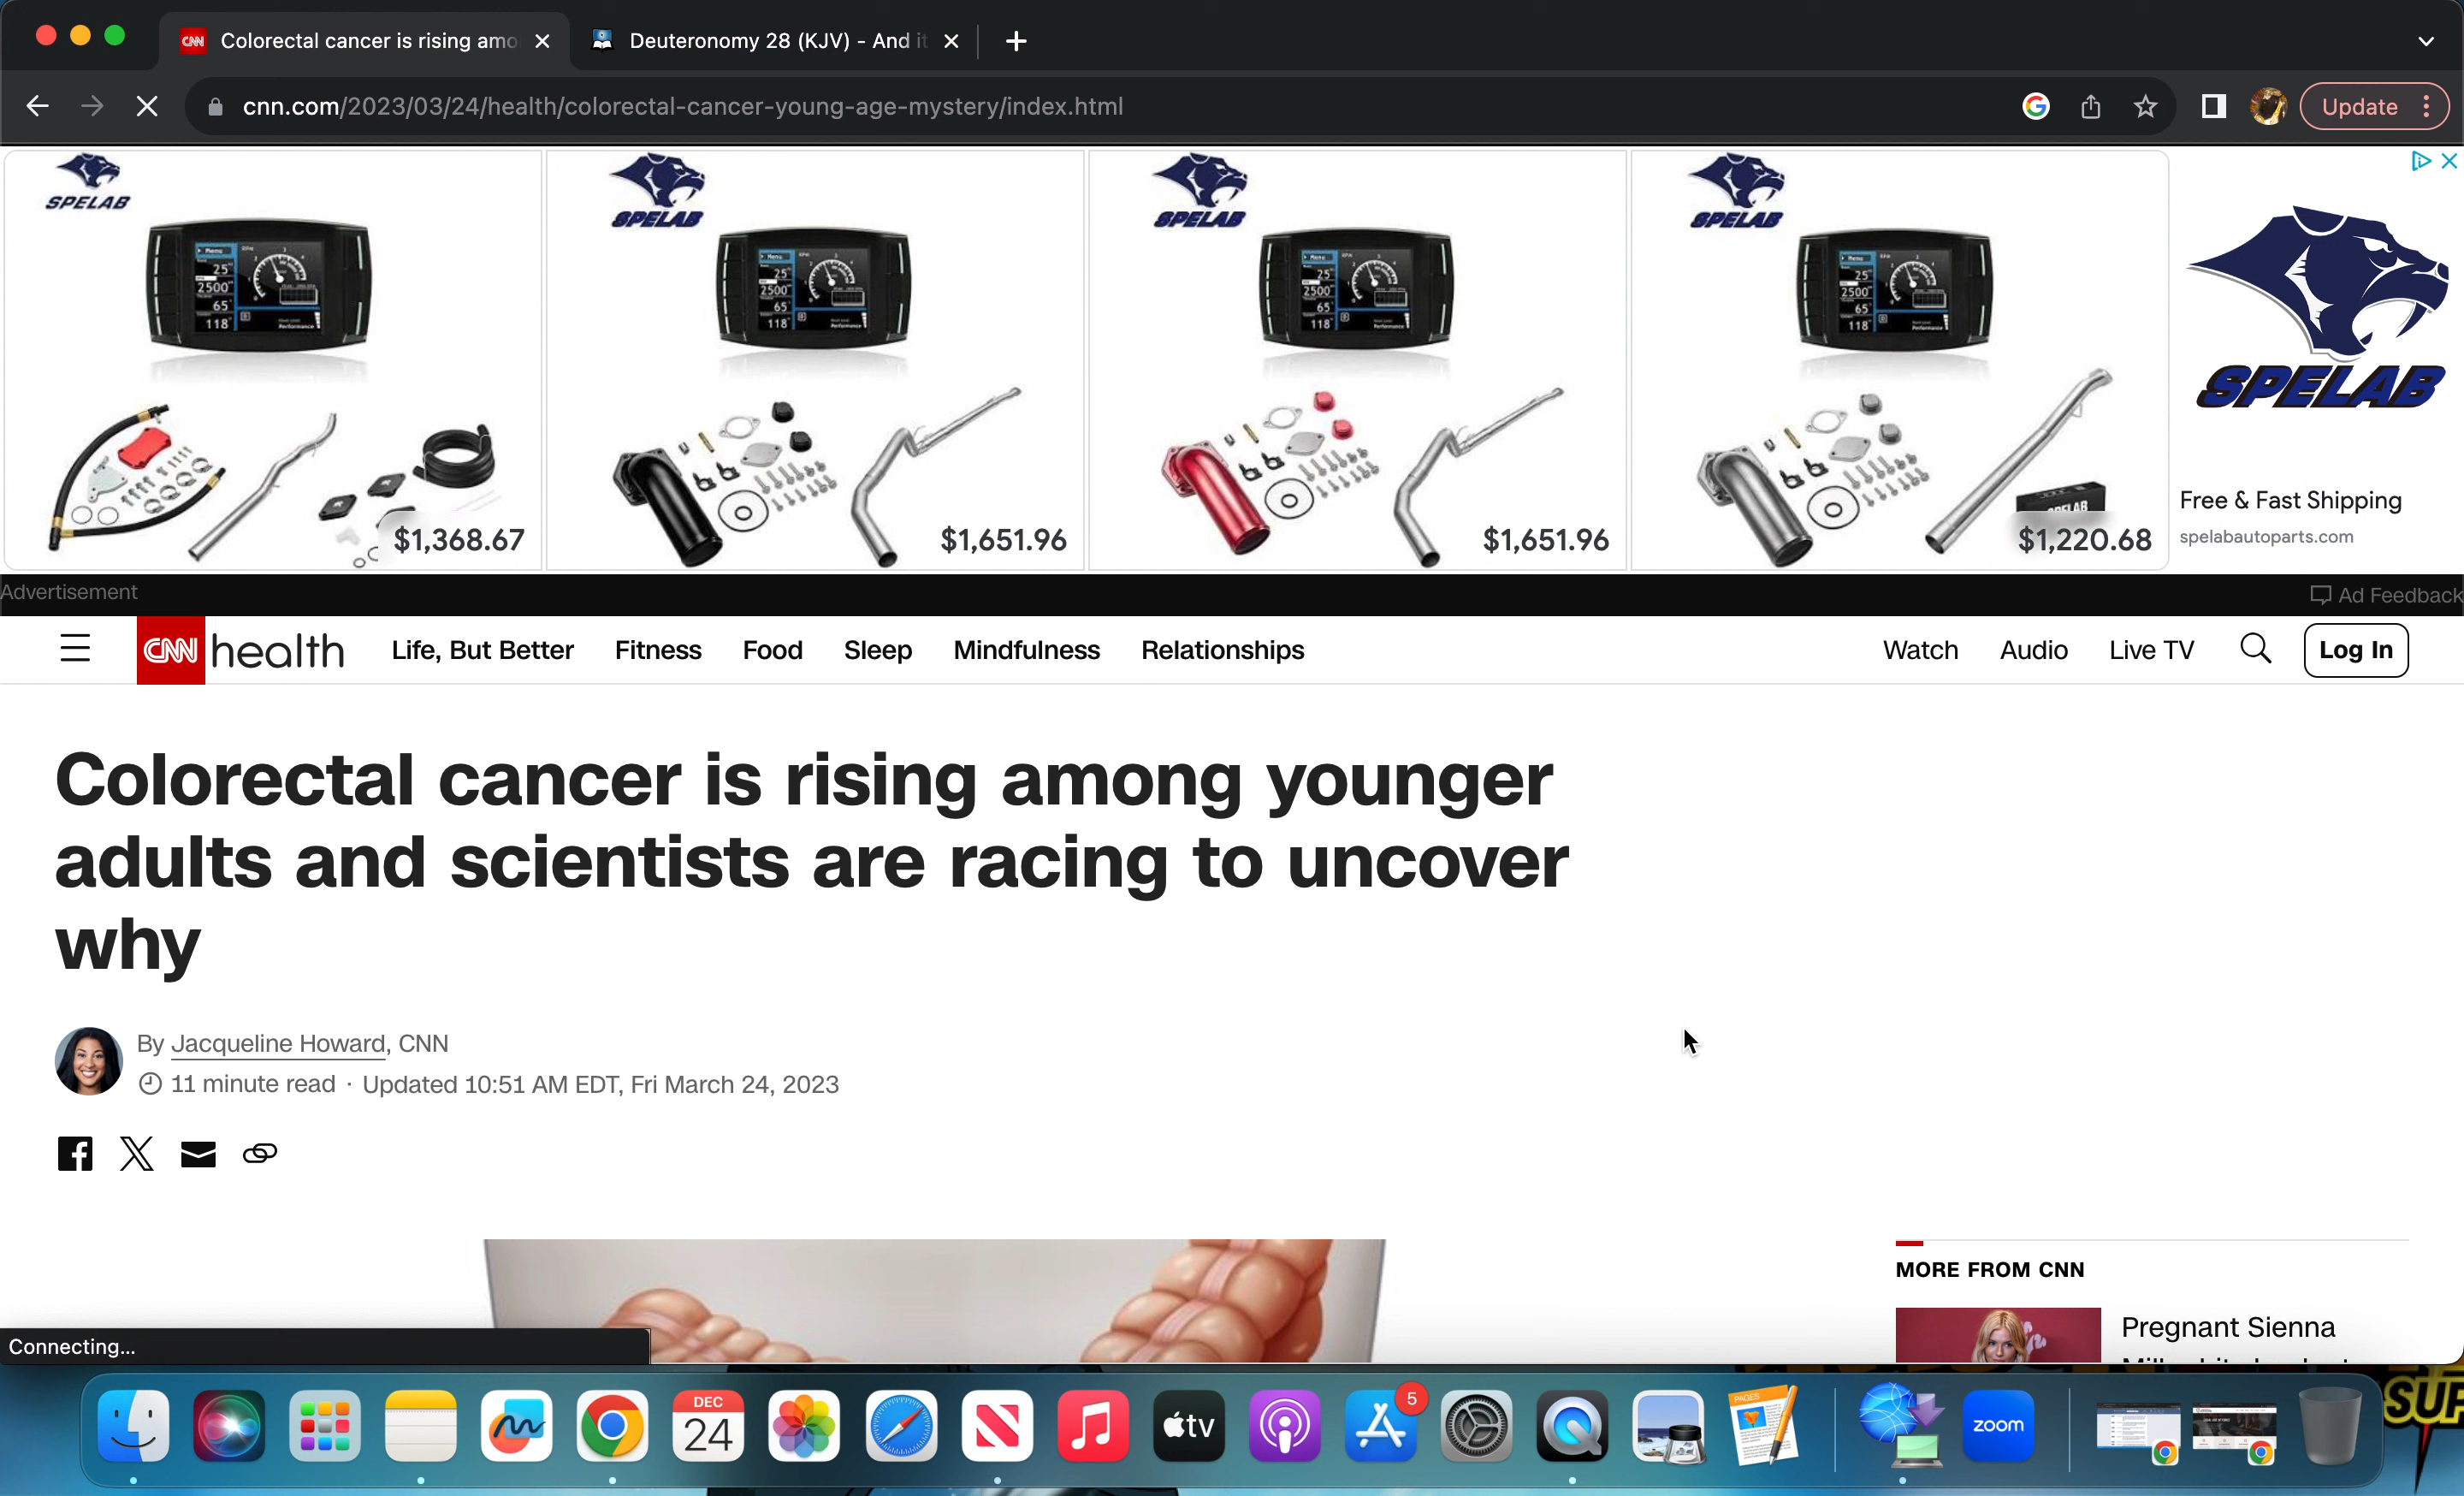 Colorectal cancer is rising amo
Deuteronomy 28 (KJV) - And it
cnn.com/2023/03/24/health/colorectal-cancer-young-age-mystery/index.html
Update
SPELAB
SPELAB
SPELAB
SPELAB
SPELAB
$1,368.67
$1,651.96
$1,651.96
$1,220.68
Free & Fast Shipping
spelabautoparts.com
Advertisement
Ad Feedback
CNN health
Life, But Better
Fitness
Food
Sleep
Mindfulness
Relationships
Watch
Audio
Live TV
Log In
Colorectal cancer is rising among younger
adults and scientists are racing to uncover
why
By Jacqueline Howard, CNN
11 minute read · Updated 10:51 AM EDT, Fri March 24, 2023
MORE FROM CNN
Pregnant Sienna
Connecting...
DEC
24
tv
5
PAGES
zoom
SUP